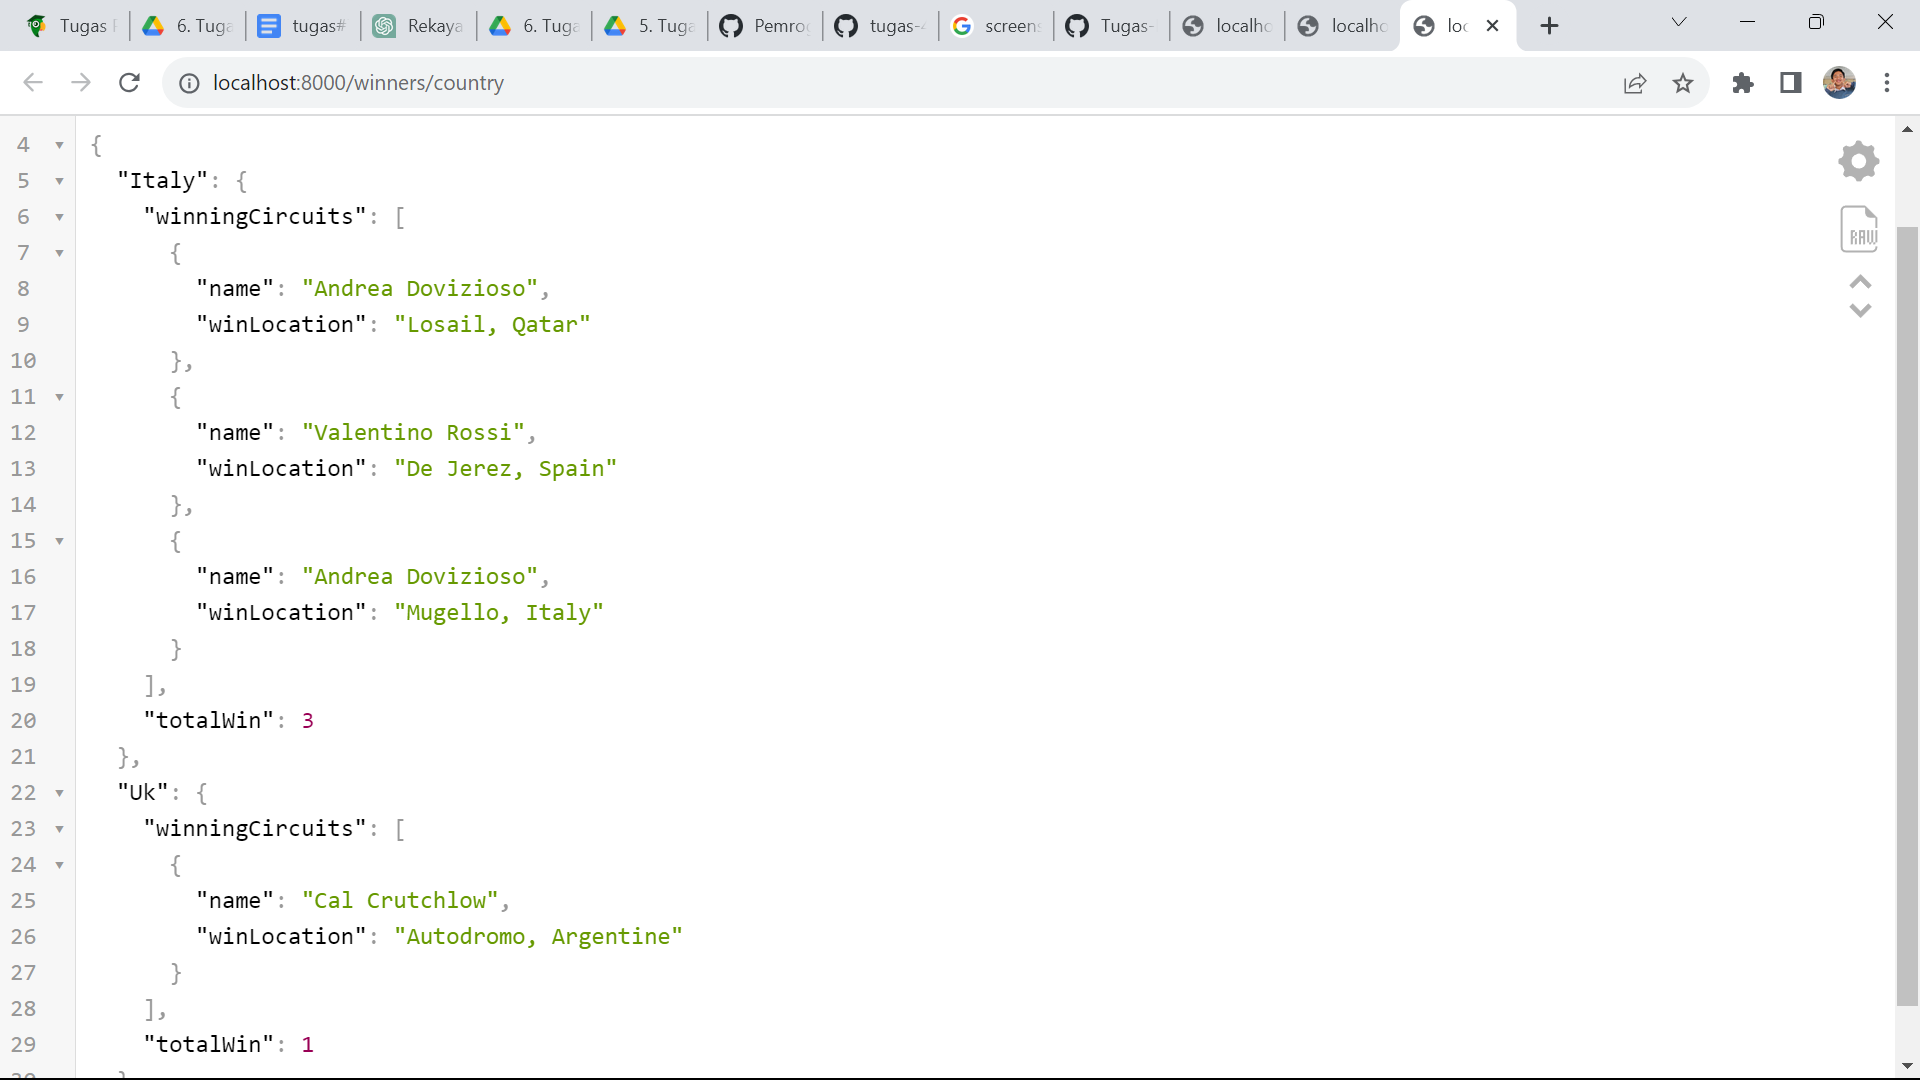 Tugas
6. Tuga
tugas#
Rekaya
6. Tuga
5. Tuga
Pemro
tugas-
screens
Tugas-
localho
localho
loc
localhost:8000/winners/country
RAW
4 {
5 "Italy": {
6 "winningCircuits": [
7 {
8 "name": "Andrea Dovizioso",
9 "winLocation": "Losail, Qatar"
10 },
11 {
12 "name": "Valentino Rossi",
13 "winLocation": "De Jerez, Spain"
14 },
15 {
16 "name": "Andrea Dovizioso",
17 "winLocation": "Mugello, Italy"
18 }
19 ],
20 "totalWin": 3
21 },
22 "Uk": {
23 "winningCircuits": [
24 {
25 "name": "Cal Crutchlow",
26 "winLocation": "Autodromo, Argentine"
27 }
28 ],
29 "totalWin": 1